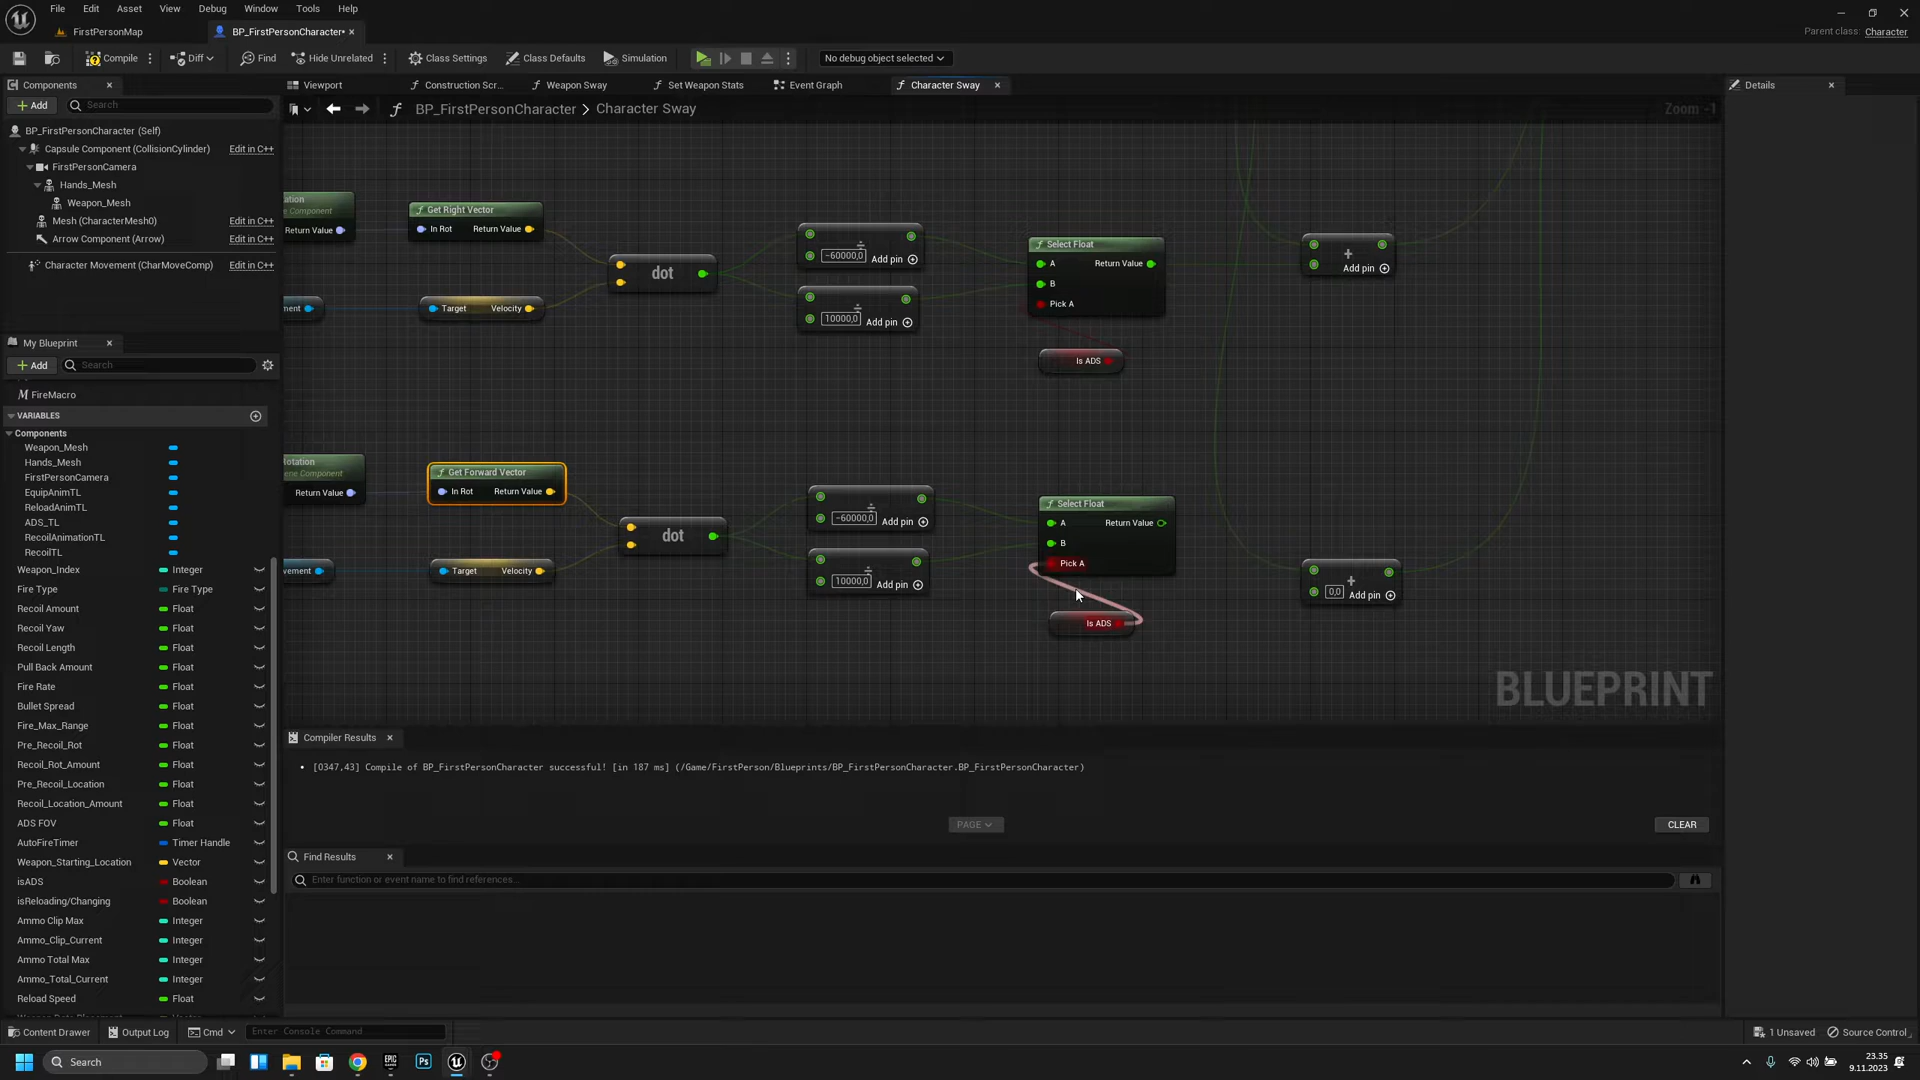 File Edit Asset View Debug Window Tools Help
FirstPersonMap
BP_FirstPersonCharacter•
Parent class: Character
Compile
Diff
Find
Hide Unrelated
Class Settings
Class Defaults
Simulation
No debug object selected
Components
Viewport
Construction Scr...
Weapon Sway
Set Weapon Stats
Event Graph
Character Sway
Details
Add
Search
BP_FirstPersonCharacter > Character Sway
Zoom -1
BP_FirstPersonCharacter (Self)
Capsule Component (CollisionCylinder) Edit in C++
FirstPersonCamera
Hands_Mesh
Weapon_Mesh
Mesh (CharacterMesh0) Edit in C++
Arrow Component (Arrow) Edit in C++
Character Movement (CharMoveComp) Edit in C++
My Blueprint
Add
Search
FireMacro
VARIABLES
Components
Weapon_Mesh
Hands_Mesh
FirstPersonCamera
EquipAnimTL
ReloadAnimTL
ADS_TL
RecoilAnimationTL
RecoilTL
Weapon_Index Integer
Fire Type Fire Type
Recoil Amount Float
Recoil Yaw Float
Recoil Length Float
Pull Back Amount Float
Fire Rate Float
Bullet Spread Float
Fire_Max_Range Float
Pre_Recoil_Rot Float
Recoil_Rot_Amount Float
Pre_Recoil_Location Float
Recoil_Location_Amount Float
ADS FOV Float
AutoFireTimer Timer Handle
Weapon_Starting_Location Vector
isADS Boolean
isReloading/Changing Boolean
Ammo Clip Max Integer
Ammo_Clip_Current Integer
Ammo Total Max Integer
Ammo_Total_Current Integer
Reload Speed Float
ation
ne Component
Return Value
Get Right Vector
In Rot Return Value
ment
Target Velocity
dot
÷
-60000,0 Add pin
÷
10000,0 Add pin
Select Float
A Return Value
B
Pick A
Is ADS
+
Add pin
Rotation
ene Component
Return Value
Get Forward Vector
In Rot Return Value
vement
Target Velocity
dot
÷
-60000,0 Add pin
÷
10000,0 Add pin
Select Float
A Return Value
B
Pick A
Is ADS
+
0,0 Add pin
BLUEPRINT
Compiler Results
[0347,43] Compile of BP_FirstPersonCharacter successful! [in 187 ms] (/Game/FirstPerson/Blueprints/BP_FirstPersonCharacter.BP_FirstPersonCharacter)
PAGE
CLEAR
Find Results
Enter function or event name to find references...
Content Drawer
Output Log
Cmd
Enter Console Command
1 Unsaved
Source Control
Search
EPIC
Ps
23.35
9.11.2023